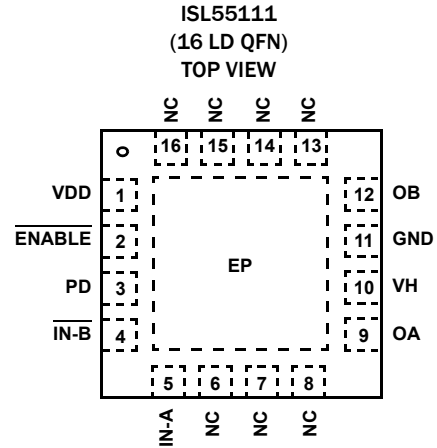 ISL55111
(16 LD QFN)
TOP VIEW
NC NC NC NC
16 15 14 13
VDD 1 12 OB
ENABLE 2 11 GND
EP
PD 3 10 VH
IN-B 4 9 OA
5 6 7 8
IN-A NC NC NC